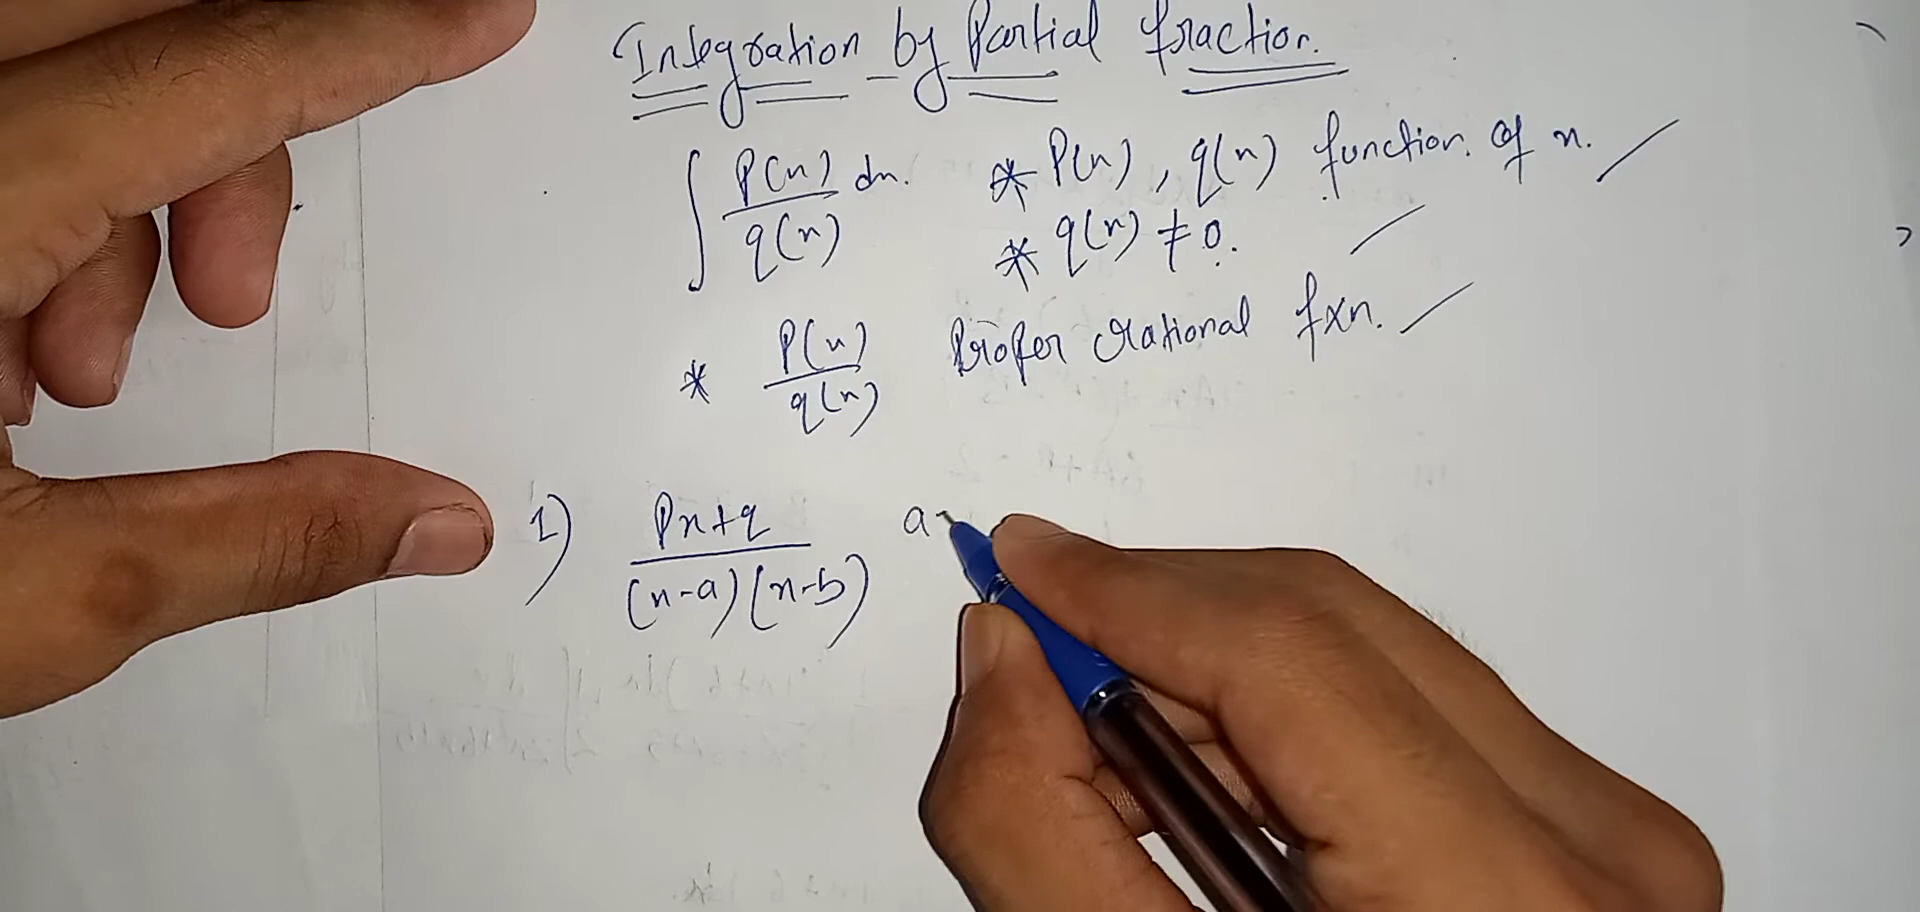 Integration by Partial fraction.
∫ P(x)/q(x) dx. * P(x), q(x) function of x.
* q(x) ≠ 0.
* P(x)/q(x) Proper rational fxn.
1) Px+q/(x-a)(x-b) a